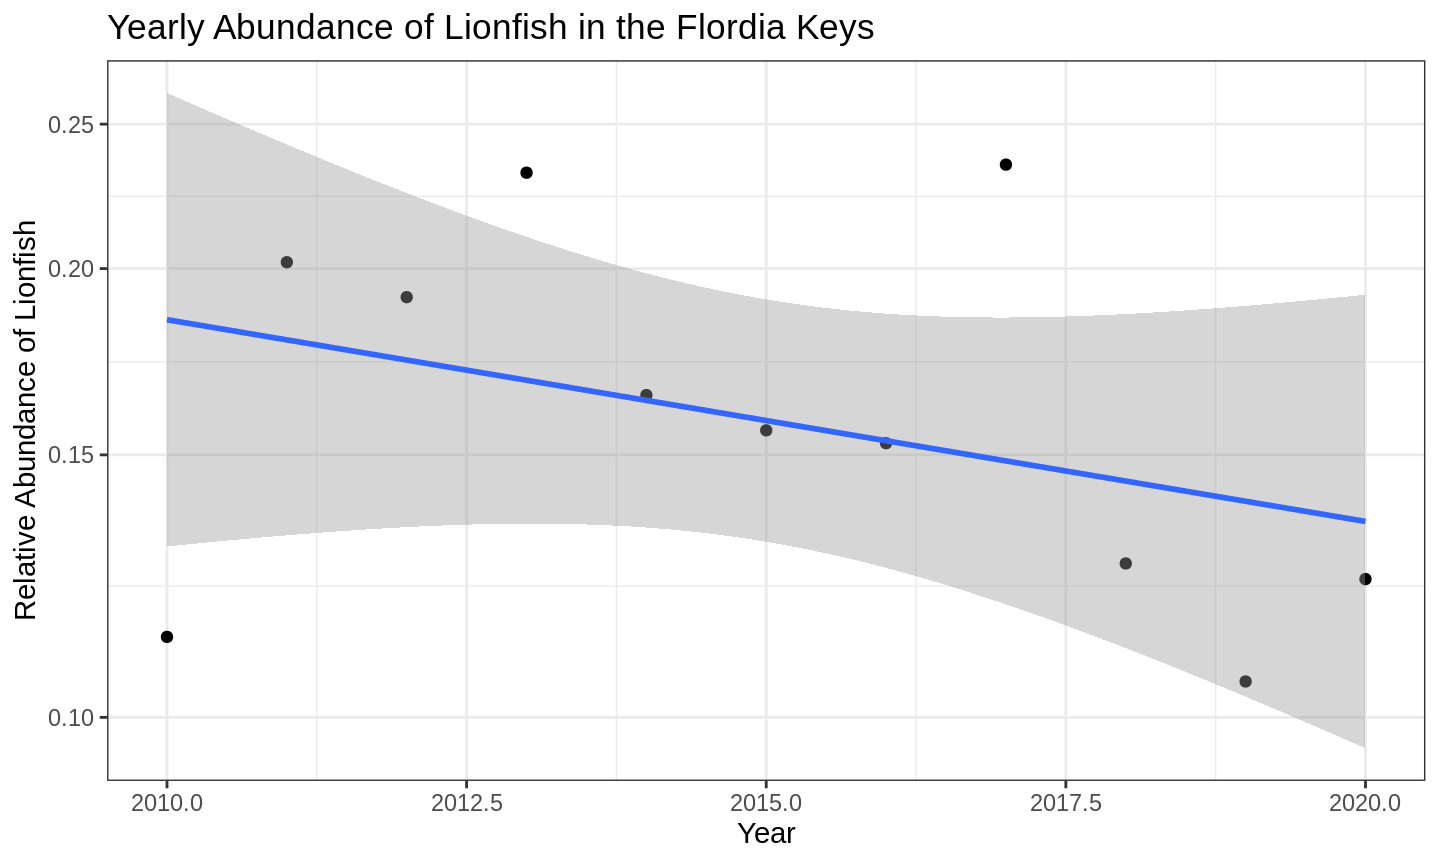 Yearly Abundance of Lionfish in the Flordia Keys
Relative Abundance of Lionfish
0.25
0.20
0.15
0.10
2010.0 2012.5 2015.0 2017.5 2020.0
Year